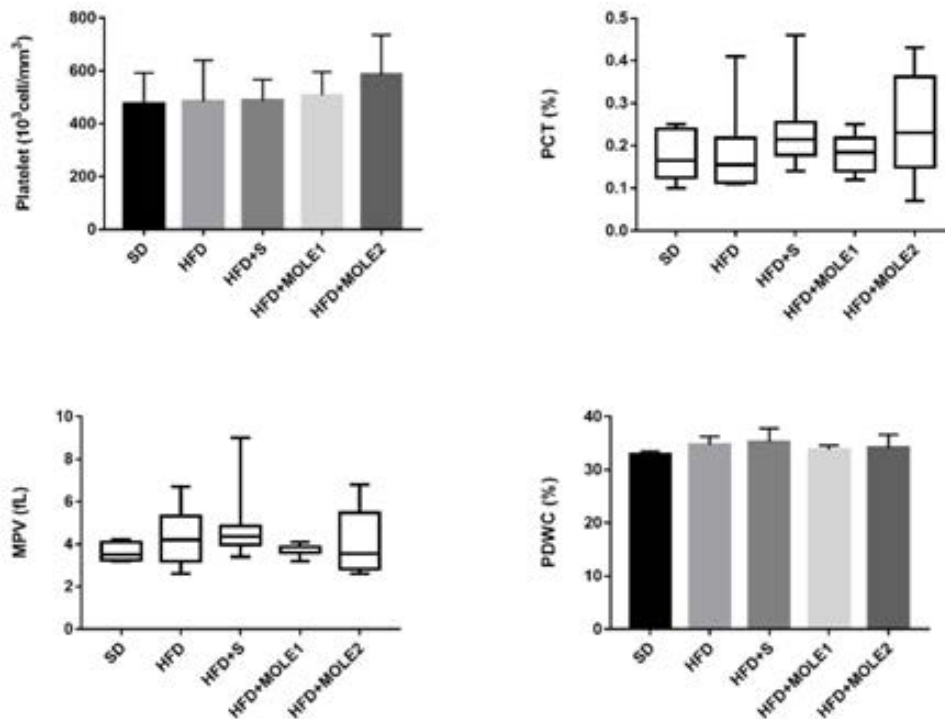 Platelet (10³cell/mm³)
800
600
400
200
0
SD
HFD
HFD+S
HFD+MOLE1
HFD+MOLE2
PCT (%)
0.5
0.4
0.3
0.2
0.1
0.0
SD
HFD
HFD+S
HFD+MOLE1
HFD+MOLE2
MPV (fL)
10
8
6
4
2
0
SD
HFD
HFD+S
HFD+MOLE1
HFD+MOLE2
PDWC (%)
40
30
20
10
0
SD
HFD
HFD+S
HFD+MOLE1
HFD+MOLE2